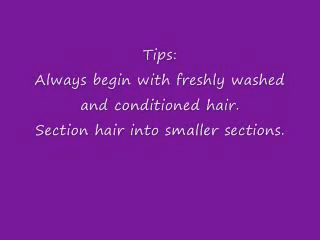 Tips:
Always begin with freshly washed
and conditioned hair.
Section hair into smaller sections.